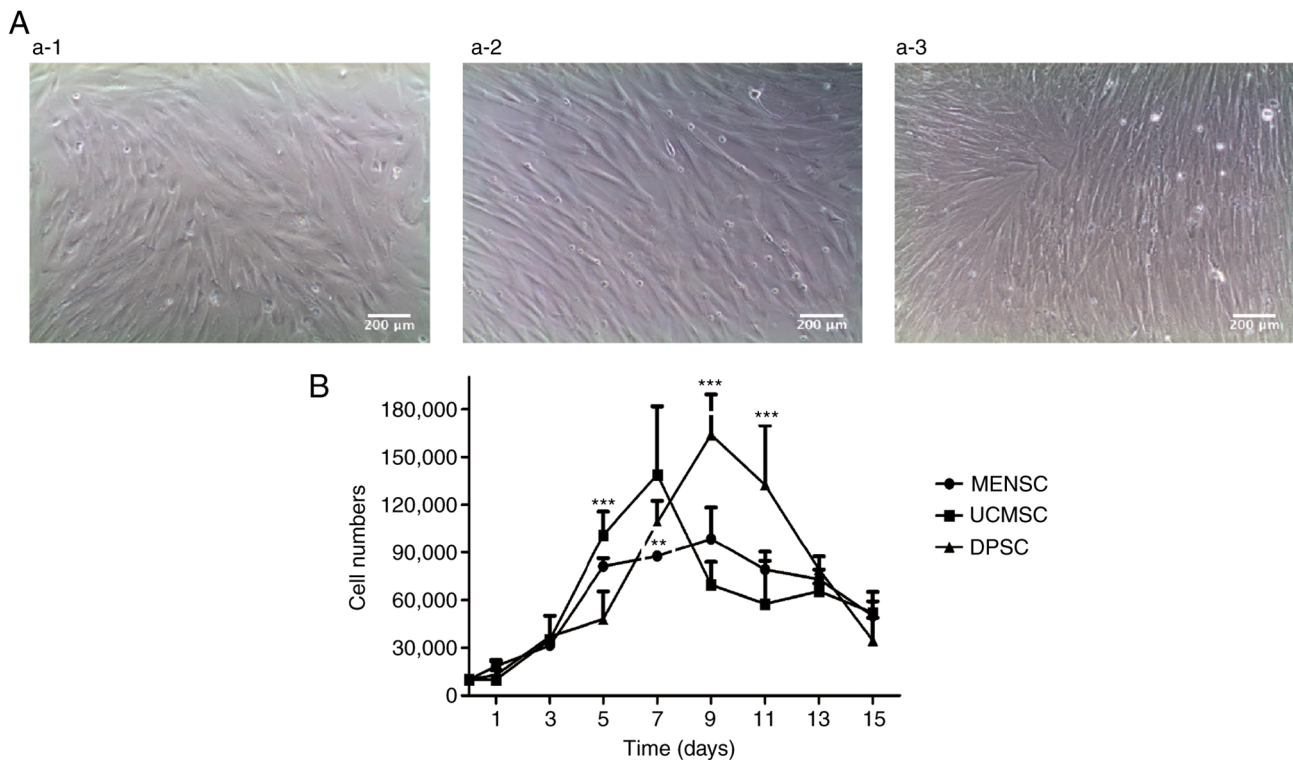 A
a-1
a-2
a-3
200 µm
200 µm
200 µm
B
Cell numbers
180,000
150,000
120,000
90,000
60,000
30,000
0
***
**
***
***
1 3 5 7 9 11 13 15
Time (days)
MENSC
UCMSC
DPSC